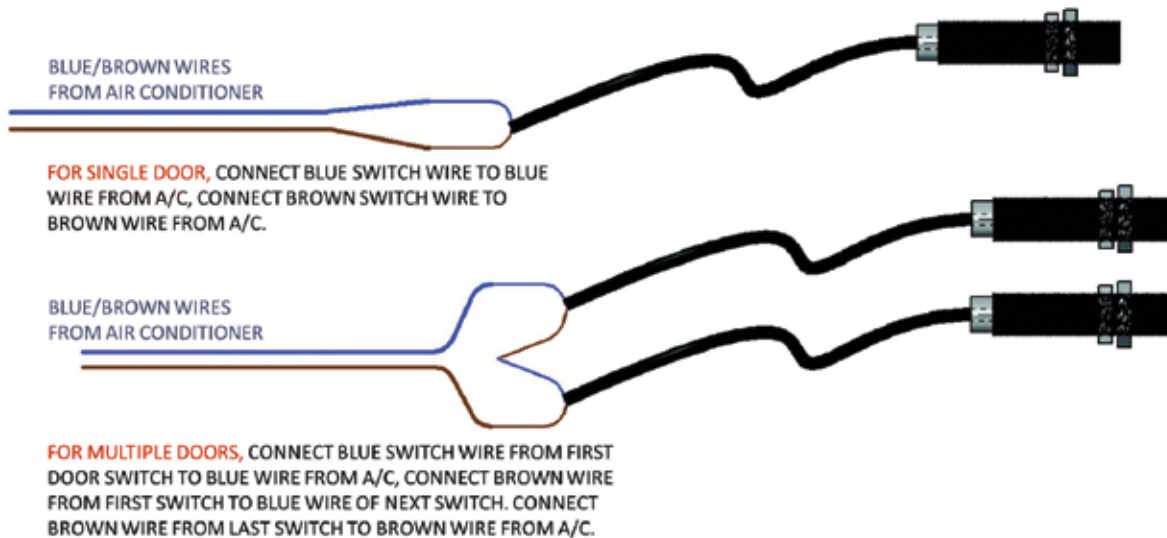 BLUE/BROWN WIRES
FROM AIR CONDITIONER
FOR SINGLE DOOR, CONNECT BLUE SWITCH WIRE TO BLUE
WIRE FROM A/C, CONNECT BROWN SWITCH WIRE TO
BROWN WIRE FROM A/C.
BLUE/BROWN WIRES
FROM AIR CONDITIONER
FOR MULTIPLE DOORS, CONNECT BLUE SWITCH WIRE FROM FIRST
DOOR SWITCH TO BLUE WIRE FROM A/C, CONNECT BROWN WIRE
FROM FIRST SWITCH TO BLUE WIRE OF NEXT SWITCH. CONNECT
BROWN WIRE FROM LAST SWITCH TO BROWN WIRE FROM A/C.